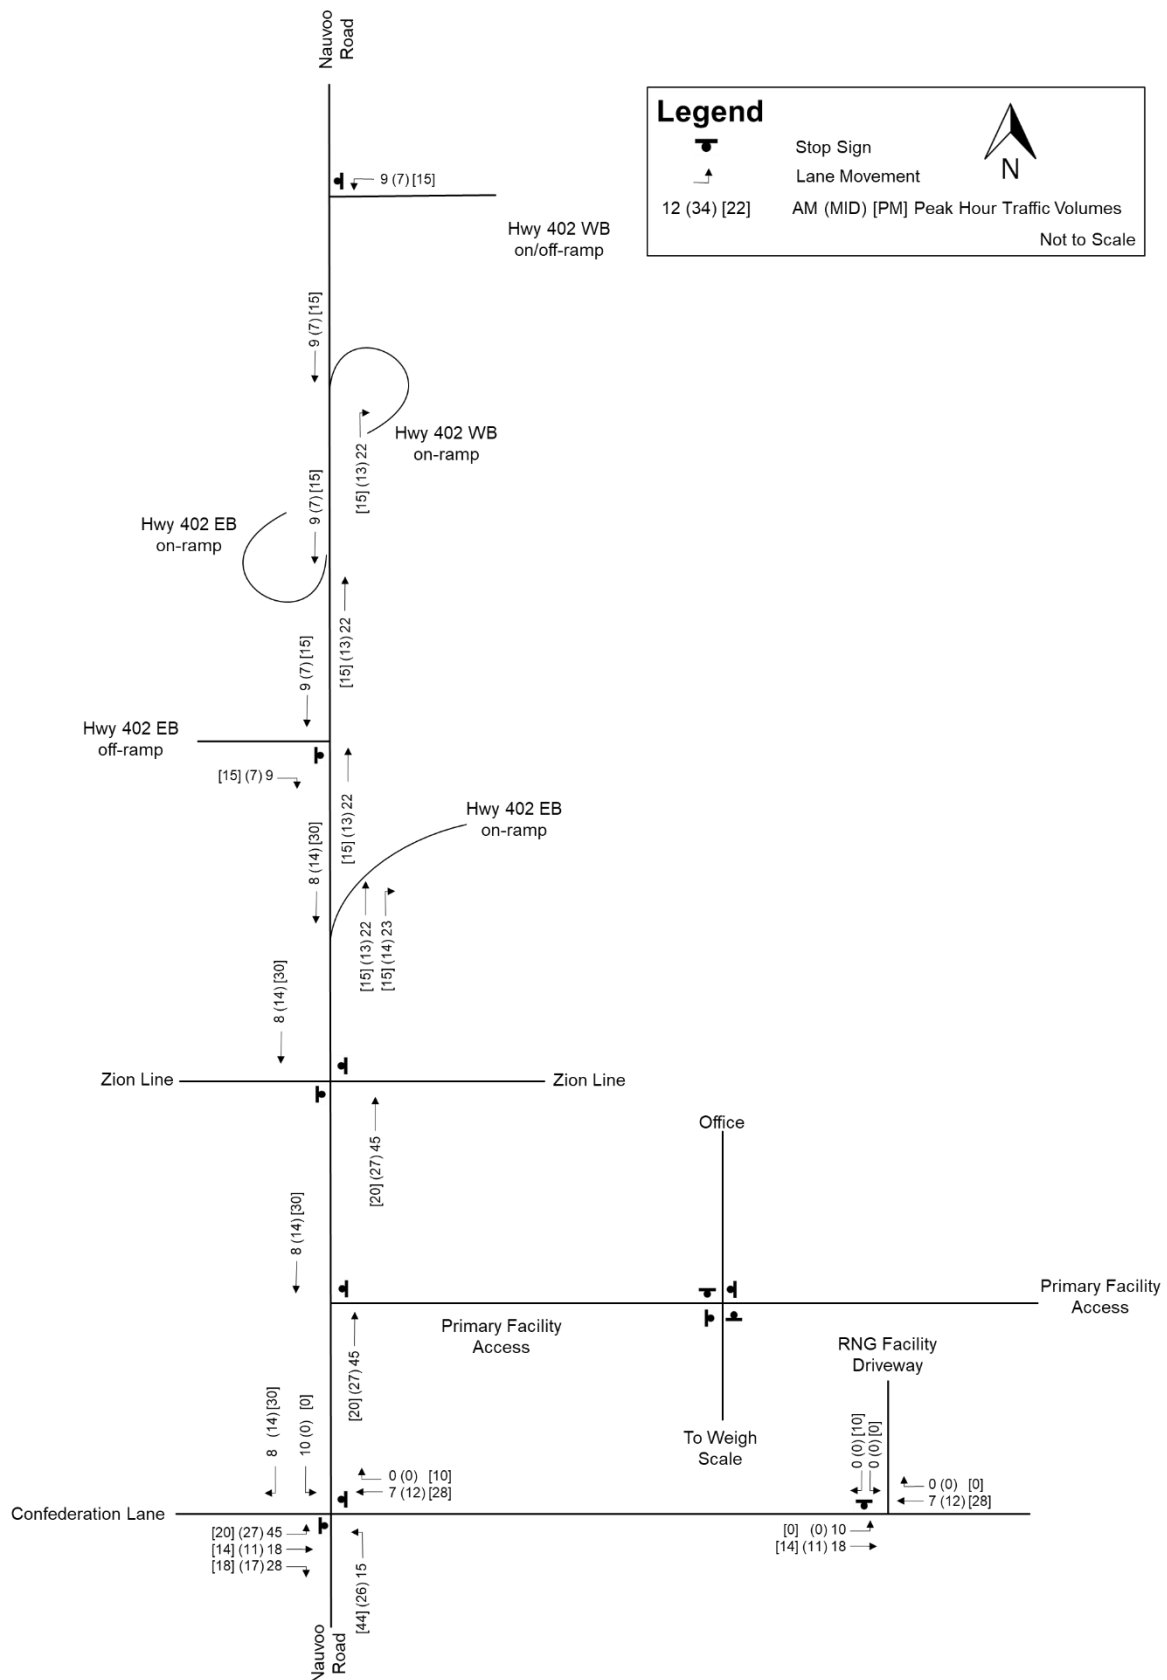 Nauvoo
Road
Legend
Stop Sign
Lane Movement
12 (34) [22] AM (MID) [PM] Peak Hour Traffic Volumes
N
Not to Scale
9 (7) [15]
Hwy 402 WB
on/off-ramp
9 (7) [15]
Hwy 402 WB
on-ramp
[15] (13) 22
9 (7) [15]
Hwy 402 EB
on-ramp
[15] (13) 22
9 (7) [15]
Hwy 402 EB
off-ramp
[15] (7) 9
[15] (13) 22
Hwy 402 EB
on-ramp
8 (14) [30]
[15] (13) 22
[15] (14) 23
8 (14) [30]
Zion Line
Zion Line
[20] (27) 45
Office
8 (14) [30]
Primary Facility
Access
Primary Facility
Access
[20] (27) 45
RNG Facility
Driveway
To Weigh
Scale
8 (14) [30]
10 (0) [0]
0 (0) [10]
7 (12) [28]
0 (0) [10]
0 (0) [0]
0 (0) [0]
7 (12) [28]
Confederation Lane
[20] (27) 45
[14] (11) 18
[18] (17) 28
[44] (26) 15
[0] (0) 10
[14] (11) 18
Nauvoo
Road